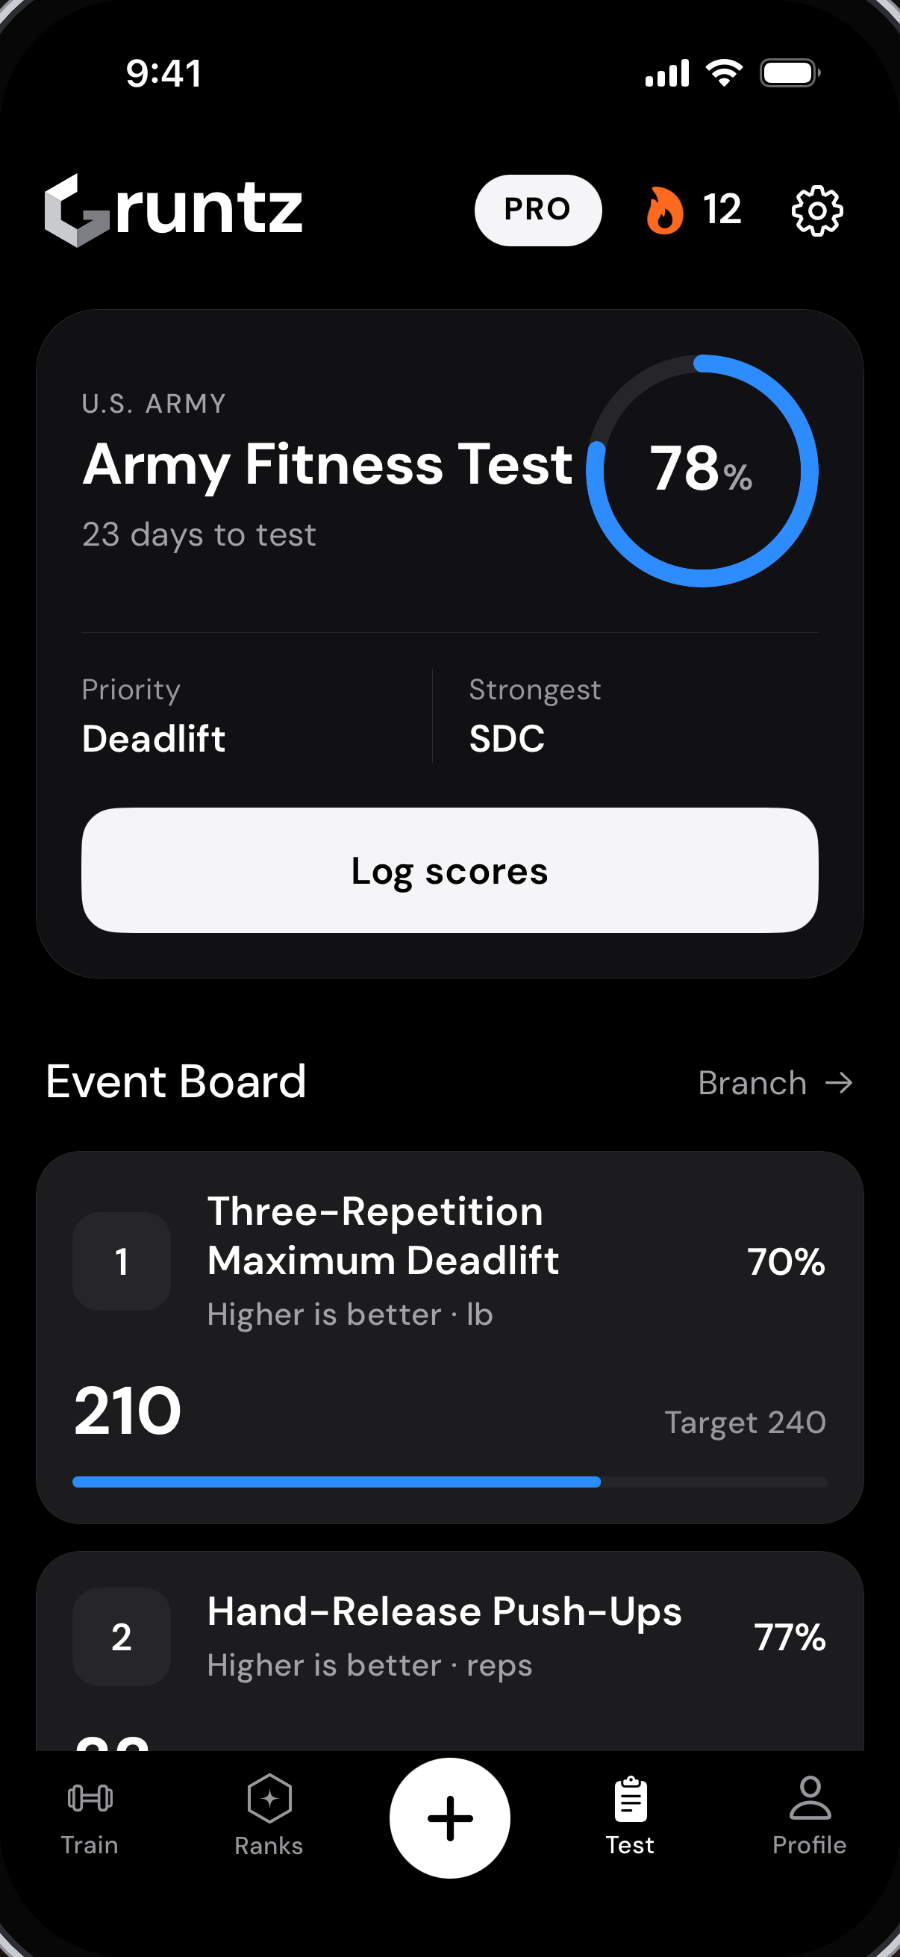 9:41
Gruntz
PRO
12
U.S. ARMY
Army Fitness Test
78%
23 days to test
Priority
Strongest
Deadlift
SDC
Log scores
Event Board
Branch →
1
Three-Repetition
Maximum Deadlift
70%
Higher is better · lb
210
Target 240
2
Hand-Release Push-Ups
77%
Higher is better · reps
Train
Ranks
Test
Profile